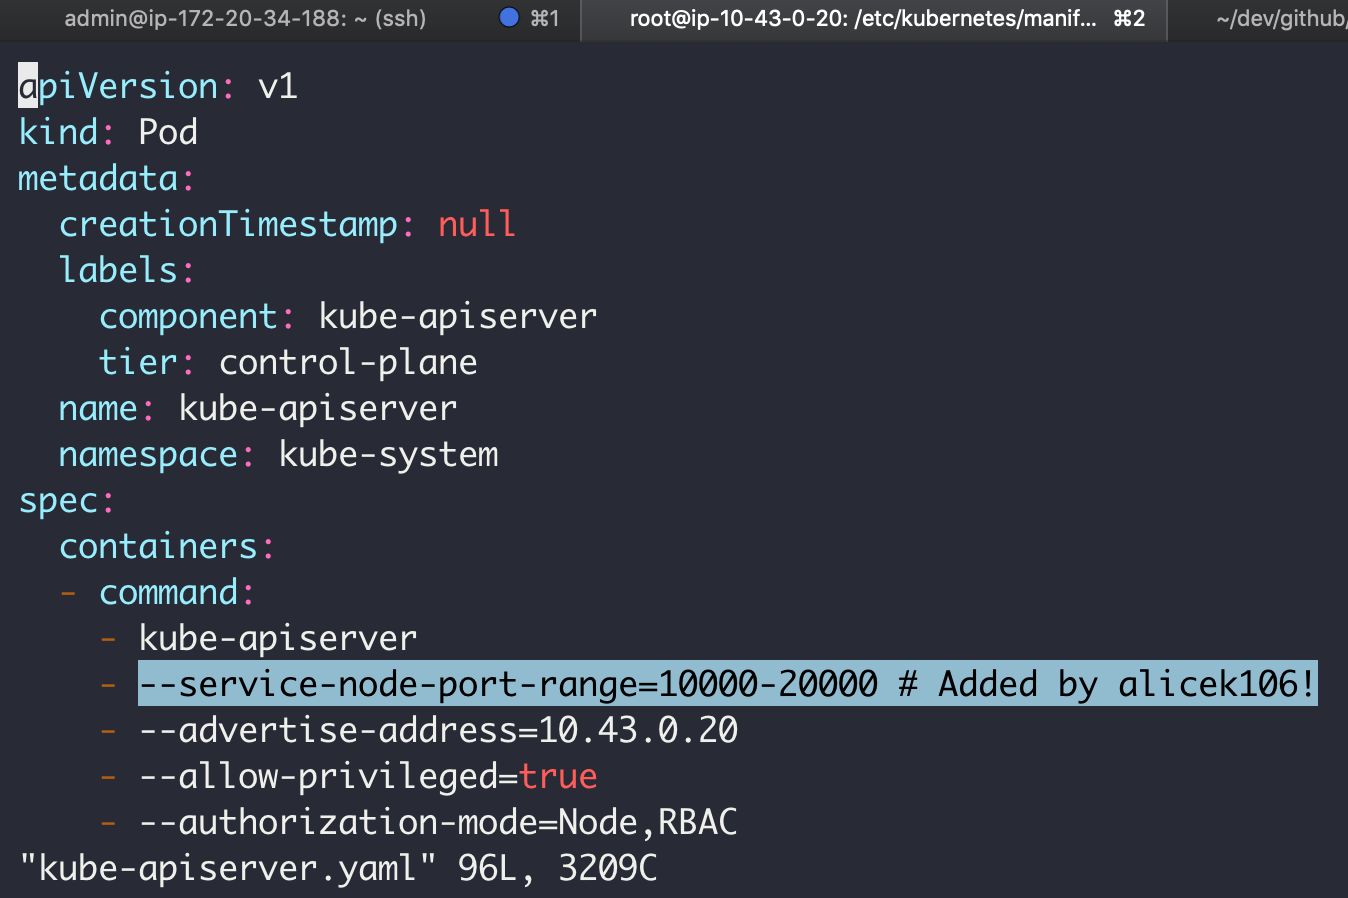 admin@ip-172-20-34-188: ~ (ssh) ⌘1 root@ip-10-43-0-20: /etc/kubernetes/manif... ⌘2 ~/dev/github/
apiVersion: v1
kind: Pod
metadata:
  creationTimestamp: null
  labels:
    component: kube-apiserver
    tier: control-plane
  name: kube-apiserver
  namespace: kube-system
spec:
  containers:
  - command:
    - kube-apiserver
    - --service-node-port-range=10000-20000 # Added by alicek106!
    - --advertise-address=10.43.0.20
    - --allow-privileged=true
    - --authorization-mode=Node,RBAC
"kube-apiserver.yaml" 96L, 3209C